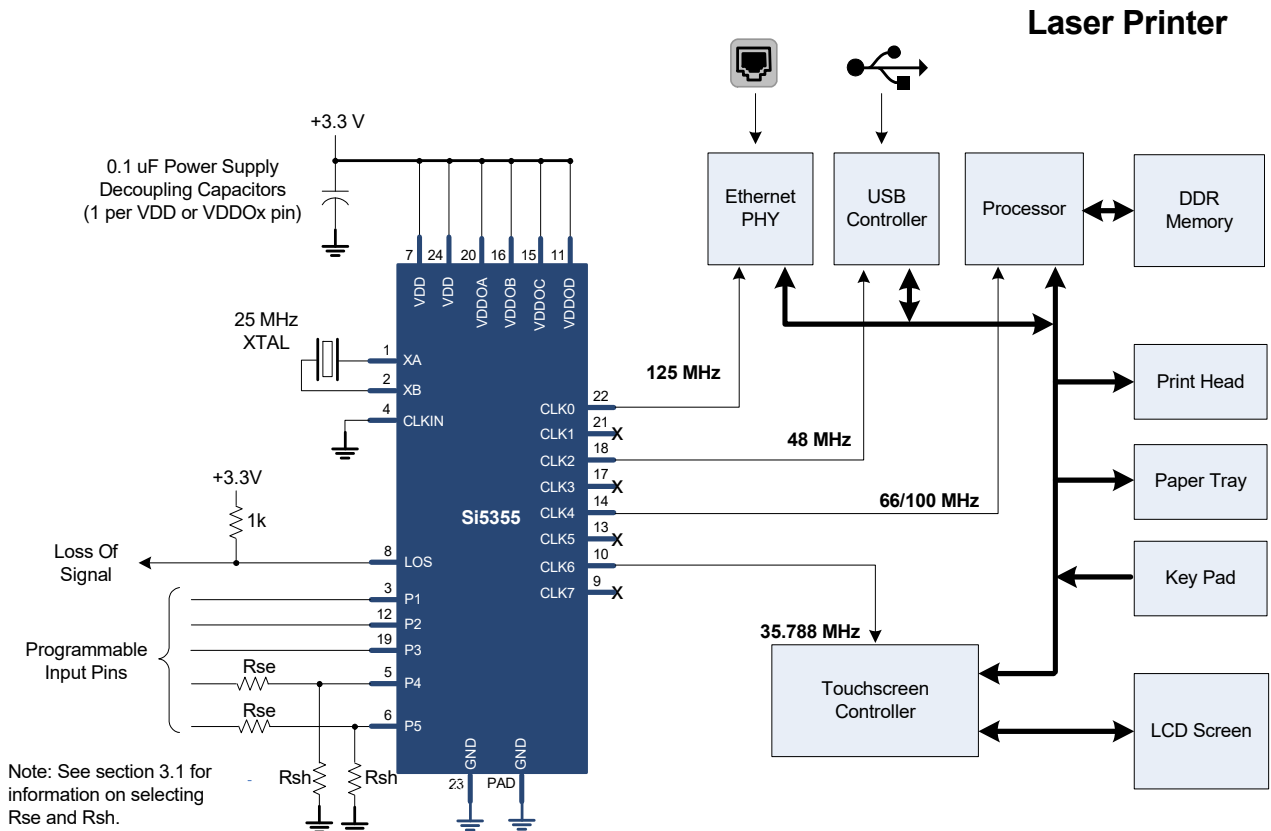 Laser Printer
+3.3 V
0.1 uF Power Supply
Decoupling Capacitors
(1 per VDD or VDDOx pin)
7
24
20
16
15
11
VDD
VDD
VDDOA
VDDOB
VDDOC
VDDOD
25 MHz
XTAL
1
XA
2
XB
4
CLKIN
+3.3V
1k
Loss Of
Signal
8
LOS
Programmable
Input Pins
3
P1
12
P2
19
P3
Rse
5
P4
Rse
6
P5
Rsh
Rsh
Note: See section 3.1 for
information on selecting
Rse and Rsh.
Si5355
GND
23
GND
PAD
CLK0
22
125 MHz
CLK1
21
X
CLK2
18
48 MHz
CLK3
17
X
CLK4
14
66/100 MHz
CLK5
13
X
CLK6
10
35.788 MHz
CLK7
9
X
Ethernet
PHY
USB
Controller
Processor
DDR
Memory
Print Head
Paper Tray
Key Pad
Touchscreen
Controller
LCD Screen